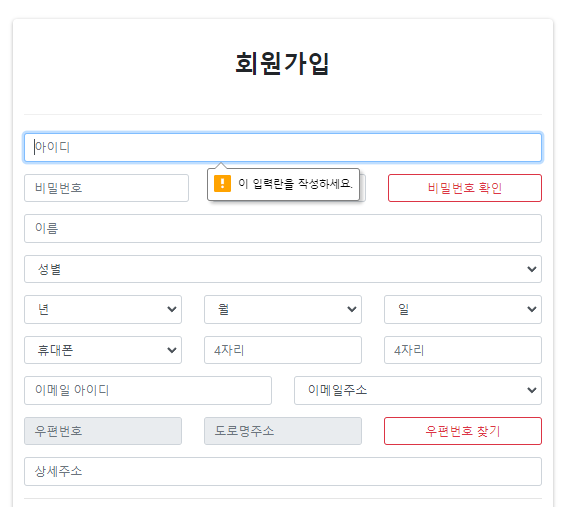 회원가입
아이디
비밀번호
이 입력란을 작성하세요.
비밀번호 확인
이름
성별
년 월 일
휴대폰 4자리 4자리
이메일 아이디 이메일주소
우편번호 도로명주소 우편번호 찾기
상세주소